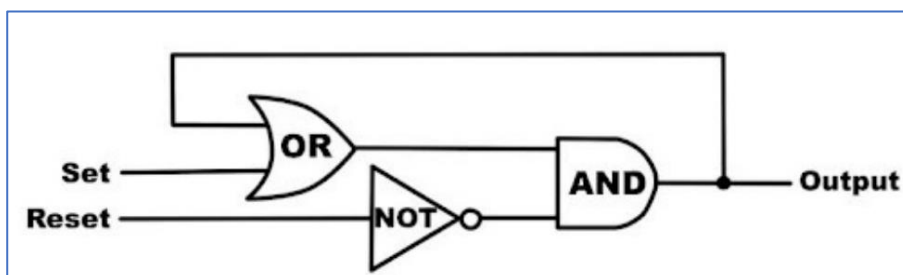 OR
Set
AND
Output
Reset
NOT